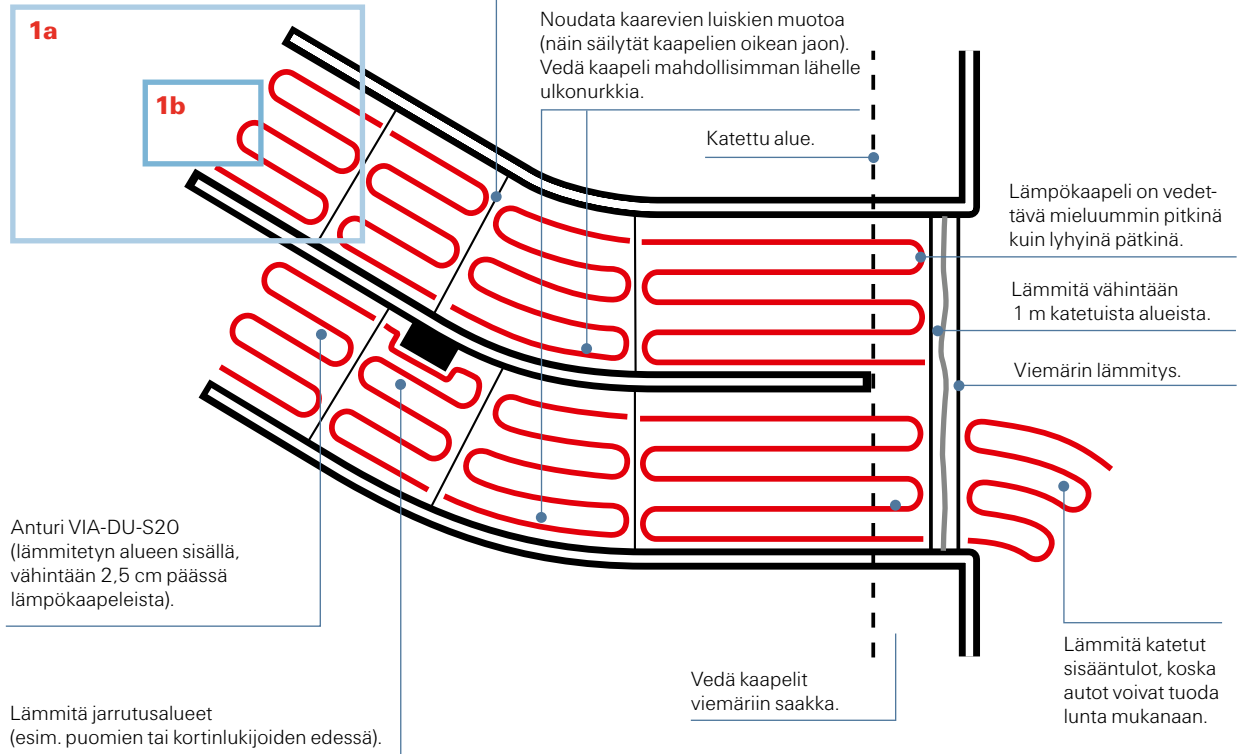 1a
1b
Noudata kaarevien luiskien muotoa
(näin säilytät kaapelien oikean jaon).
Vedä kaapeli mahdollisimman lähelle
ulkonurkkia.
Katettu alue.
Lämpökaapeli on vedet-
tävä mieluummin pitkinä
kuin lyhyinä pätkinä.
Lämmitä vähintään
1 m katetuista alueista.
Viemärin lämmitys.
Anturi VIA-DU-S20
(lämmitetyn alueen sisällä,
vähintään 2,5 cm päässä
lämpökaapeleista).
Lämmitä jarrutusalueet
(esim. puomien tai kortinlukijoiden edessä).
Vedä kaapelit
viemäriin saakka.
Lämmitä katetut
sisääntulot, koska
autot voivat tuoda
lunta mukanaan.